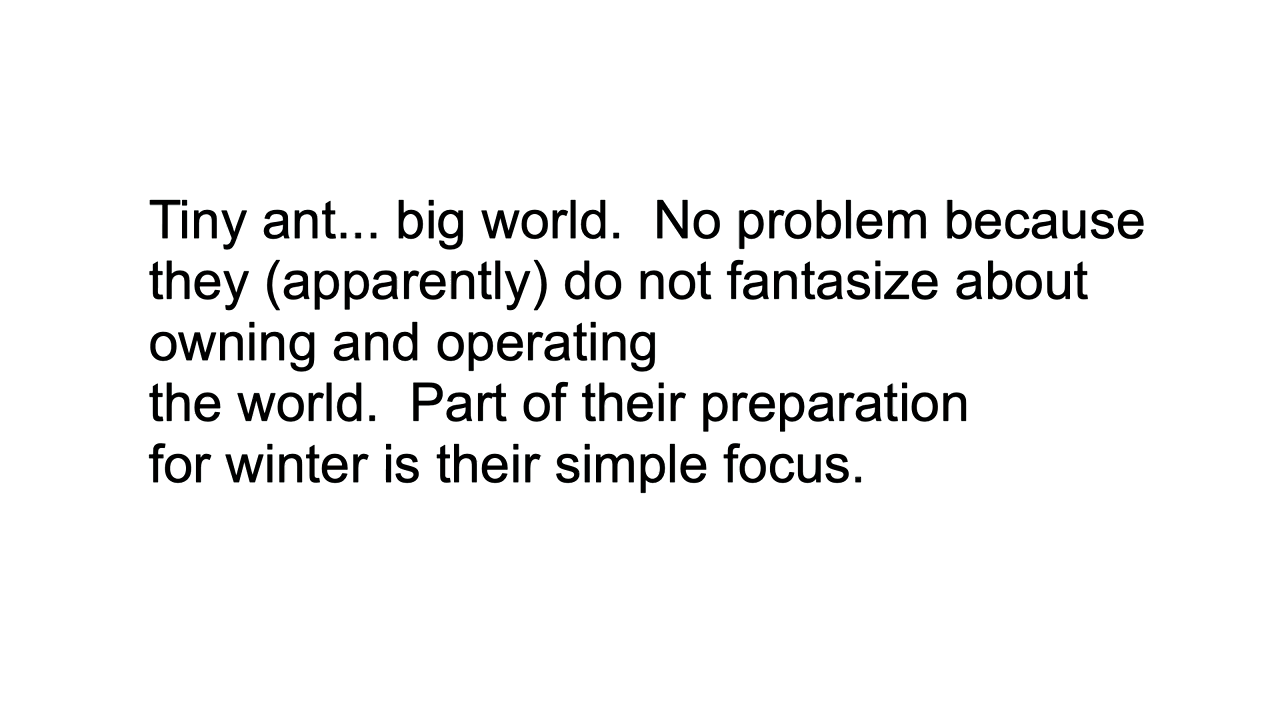 Tiny ant... big world.  No problem because
they (apparently) do not fantasize about
owning and operating
the world.  Part of their preparation
for winter is their simple focus.